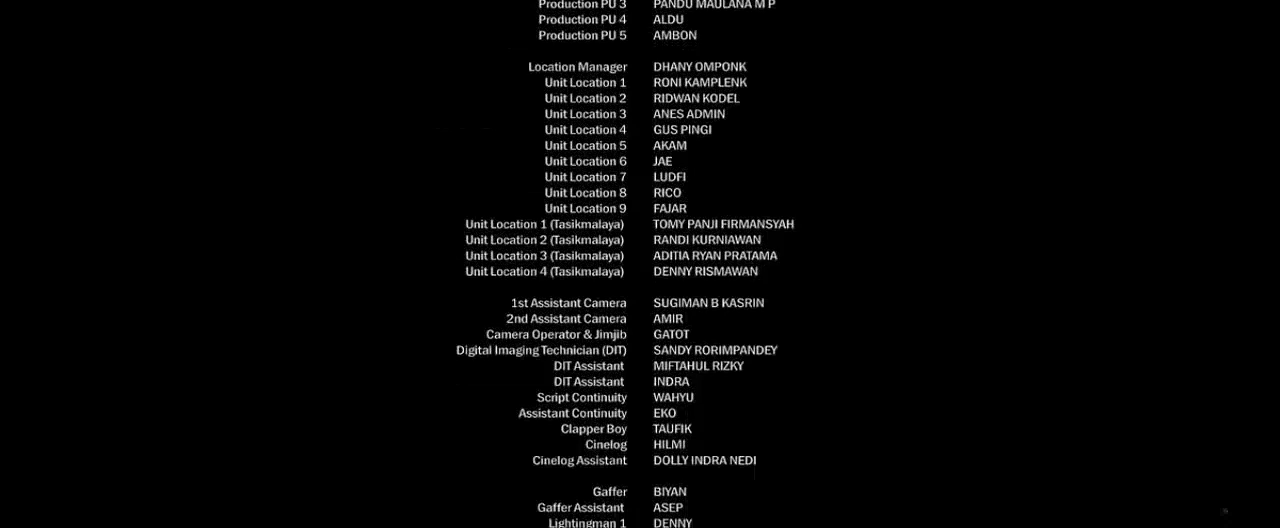 Production PU 3 PANDU MAULANA M P
Production PU 4 ALDU
Production PU 5 AMBON
Location Manager DHANY OMPONK
Unit Location 1 RONI KAMPLENK
Unit Location 2 RIDWAN KODEL
Unit Location 3 ANES ADMIN
Unit Location 4 GUS PINGI
Unit Location 5 AKAM
Unit Location 6 JAE
Unit Location 7 LUDFI
Unit Location 8 RICO
Unit Location 9 FAJAR
Unit Location 1 (Tasikmalaya) TOMY PANJI FIRMANSYAH
Unit Location 2 (Tasikmalaya) RANDI KURNIAWAN
Unit Location 3 (Tasikmalaya) ADITIA RYAN PRATAMA
Unit Location 4 (Tasikmalaya) DENNY RISMAWAN
1st Assistant Camera SUGIMAN B KASRIN
2nd Assistant Camera AMIR
Camera Operator & Jimjib GATOT
Digital Imaging Technician (DIT) SANDY RORIMPANDEY
DIT Assistant MIFTAHUL RIZKY
DIT Assistant INDRA
Script Continuity WAHYU
Assistant Continuity EKO
Clapper Boy TAUFIK
Cinelog HILMI
Cinelog Assistant DOLLY INDRA NEDI
Gaffer BIYAN
Gaffer Assistant ASEP
Lightingman 1 DENNY